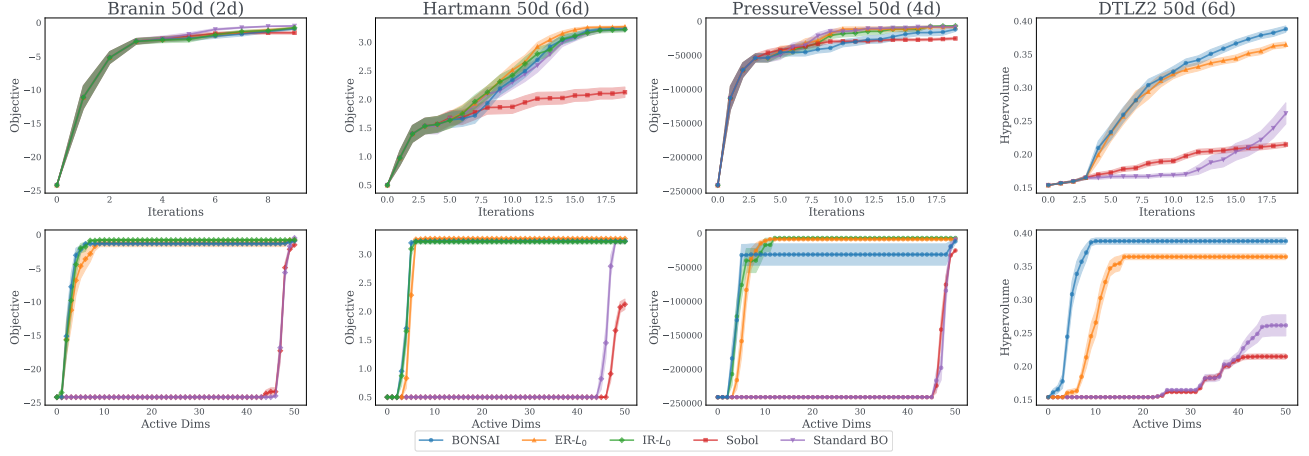 Branin 50d (2d)
Objective
0
−5
−10
−15
−20
−25
0 2 4 6 8
Iterations
Hartmann 50d (6d)
Objective
3.0
2.5
2.0
1.5
1.0
0.5
0.0 2.5 5.0 7.5 10.0 12.5 15.0 17.5
Iterations
PressureVessel 50d (4d)
Objective
0
−50000
−100000
−150000
−200000
−250000
0.0 2.5 5.0 7.5 10.0 12.5 15.0 17.5
Iterations
DTLZ2 50d (6d)
Hypervolume
0.40
0.35
0.30
0.25
0.20
0.15
0.0 2.5 5.0 7.5 10.0 12.5 15.0 17.5
Iterations
Objective
0
−5
−10
−15
−20
−25
0 10 20 30 40 50
Active Dims
Objective
3.0
2.5
2.0
1.5
1.0
0.5
0 10 20 30 40 50
Active Dims
Objective
0
−50000
−100000
−150000
−200000
−250000
0 10 20 30 40 50
Active Dims
Hypervolume
0.40
0.35
0.30
0.25
0.20
0.15
0 10 20 30 40 50
Active Dims
BONSAI ER-L₀ IR-L₀ Sobol Standard BO